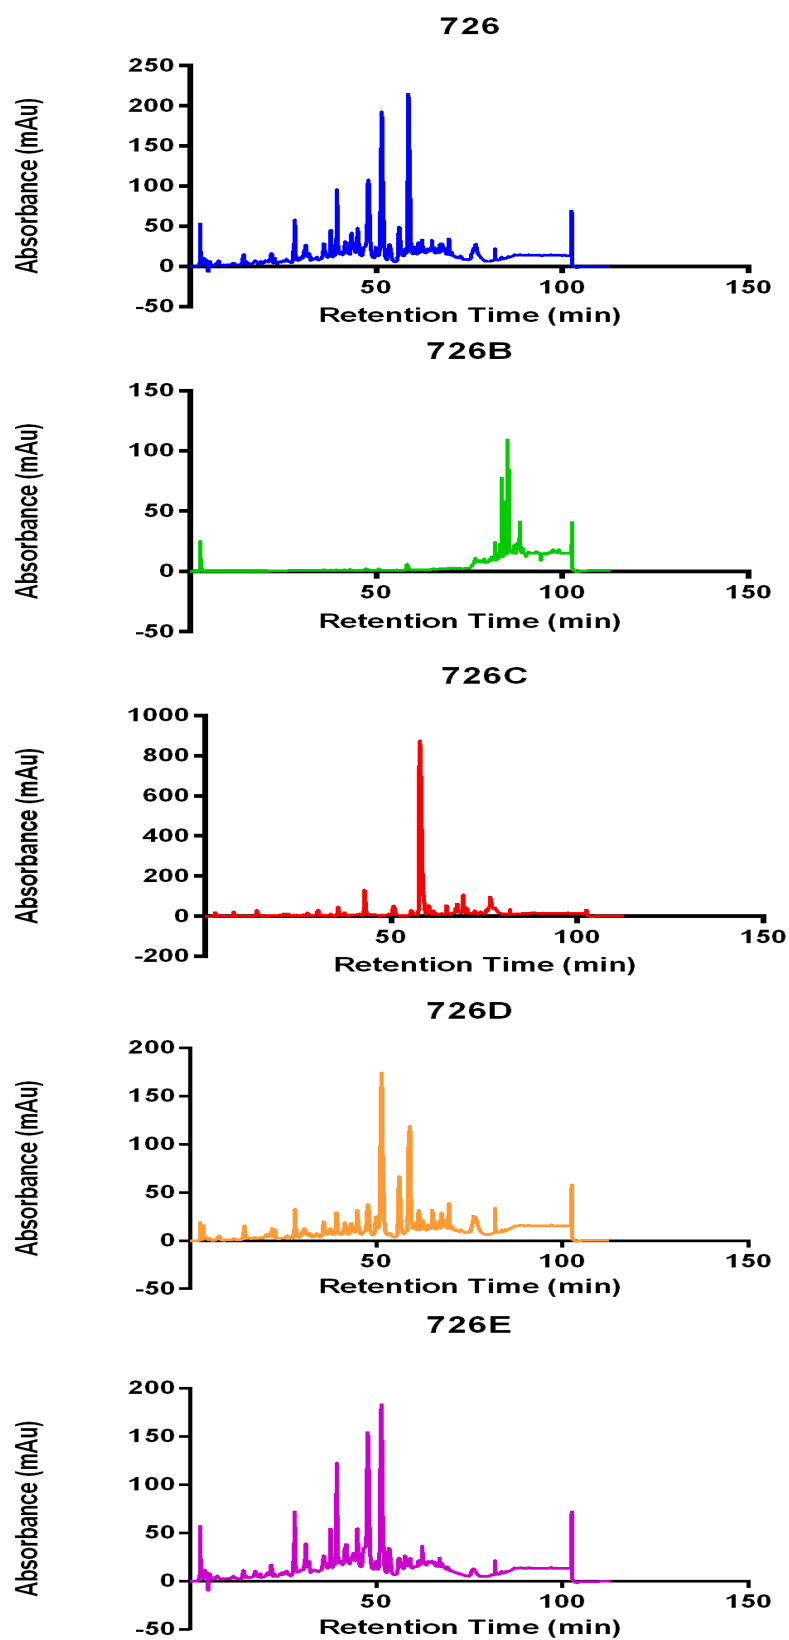 726
Absorbance (mAu)
250
200
150
100
50
0
-50
50 100 150
Retention Time (min)
726B
Absorbance (mAu)
150
100
50
0
-50
50 100 150
Retention Time (min)
726C
Absorbance (mAu)
1000
800
600
400
200
0
-200
50 100 150
Retention Time (min)
726D
Absorbance (mAu)
200
150
100
50
0
-50
50 100 150
Retention Time (min)
726E
Absorbance (mAu)
200
150
100
50
0
-50
50 100 150
Retention Time (min)